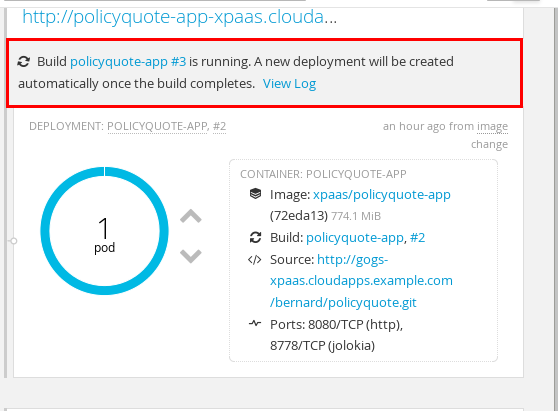 http://policyquote-app-xpaas.clouda...
Build policyquote-app #3 is running. A new deployment will be created
automatically once the build completes. View Log
DEPLOYMENT: POLICYQUOTE-APP, #2
an hour ago from image
change
1
pod
CONTAINER: POLICYQUOTE-APP
Image: xpaas/policyquote-app
(72eda13) 774.1 MiB
Build: policyquote-app, #2
Source: http://gogs-
xpaas.cloudapps.example.com
/bernard/policyquote.git
Ports: 8080/TCP (http),
8778/TCP (jolokia)